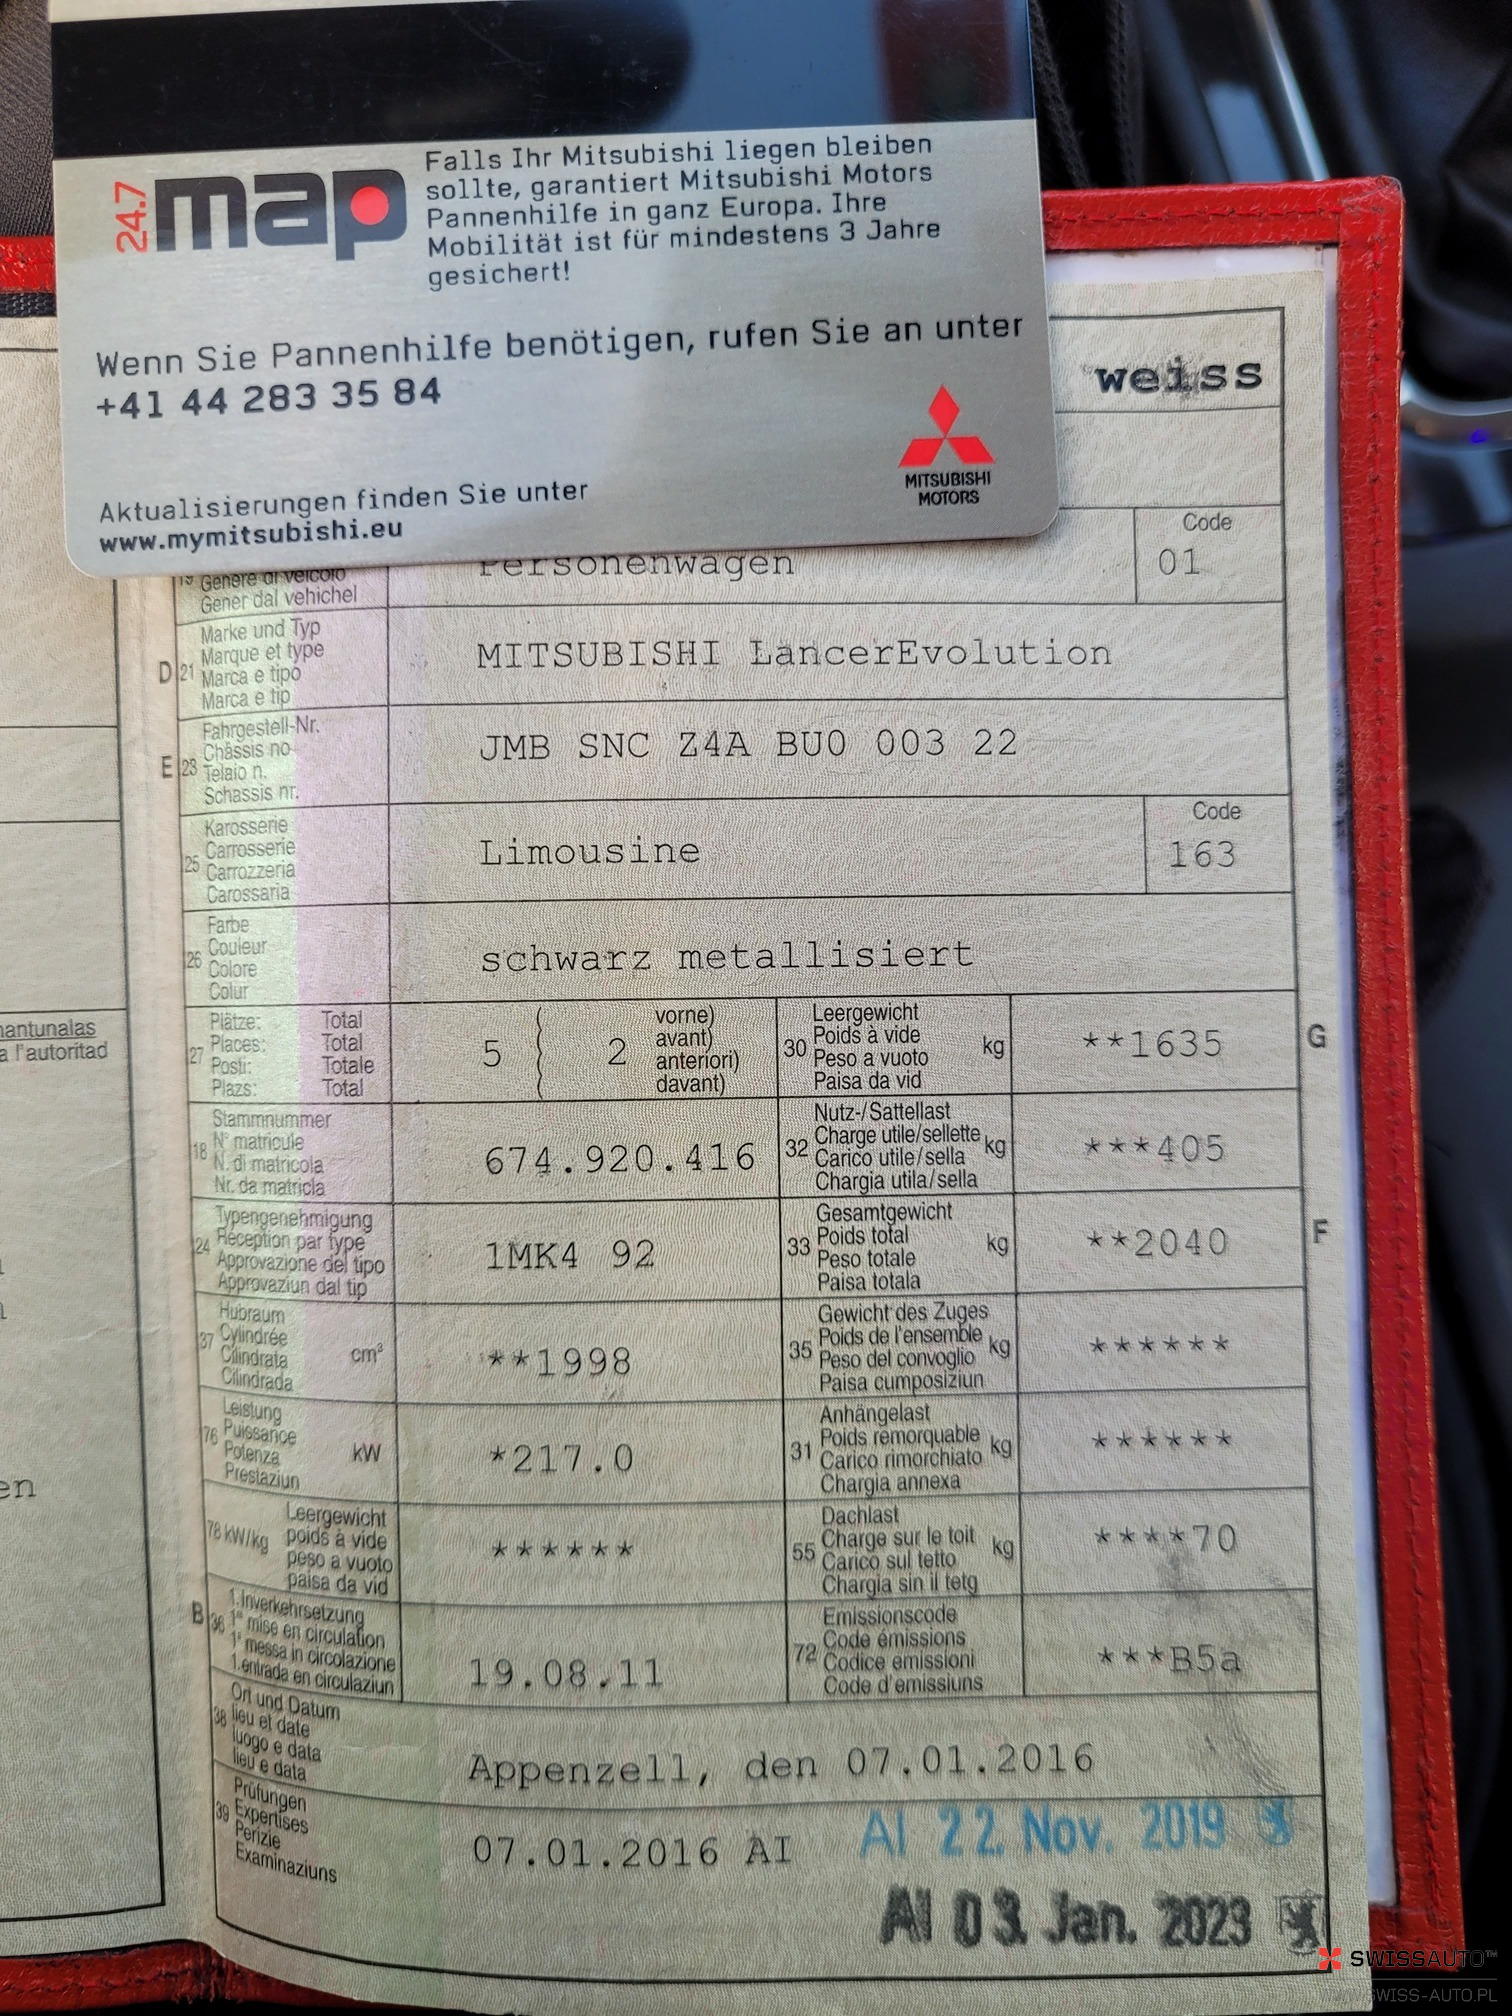 24.7
map
Falls Ihr Mitsubishi liegen bleiben
sollte, garantiert Mitsubishi Motors
Pannenhilfe in ganz Europa. Ihre
Mobilität ist für mindestens 3 Jahre
gesichert!
Wenn Sie Pannenhilfe benötigen, rufen Sie an unter
+41 44 283 35 84
MITSUBISHI
MOTORS
Aktualisierungen finden Sie unter
www.mymitsubishi.eu
weiss
Code
01
19 Genere di veicolo
Gener dal vehichel
Personenwagen
D 21
Marke und Typ
Marque et type
Marca e tipo
Marca e tip
MITSUBISHI LancerEvolution
E 23
Fahrgestell-Nr.
Châssis no
Telaio n.
Schassis nr.
JMB SNC Z4A BU0 003 22
25
Karosserie
Carrosserie
Carrozzeria
Carossaria
Limousine
Code
163
26
Farbe
Couleur
Colore
Colur
schwarz metallisiert
27
Plätze: Total
Places: Total
Posti: Totale
Plazs: Total
5 { 2
vorne)
avant)
anteriori)
davant)
30
Leergewicht
Poids à vide
Peso a vuoto
Paisa da vid
kg
**1635
G
18
Stammnummer
N° matricule
N. di matricola
Nr. da matricla
674.920.416
32
Nutz-/Sattellast
Charge utile/sellette
Carico utile/sella
Chargia utila/sella
kg
***405
24
Typengenehmigung
Réception par type
Approvazione del tipo
Approvaziun dal tip
1MK4 92
33
Gesamtgewicht
Poids total
Peso totale
Paisa totala
kg
**2040
F
37
Hubraum
Cylindrée
Cilindrata
Cilindrada
cm³
**1998
35
Gewicht des Zuges
Poids de l'ensemble
Peso del convoglio
Paisa cumposiziun
kg
******
76
Leistung
Puissance
Potenza
Prestaziun
kW
*217.0
31
Anhängelast
Poids remorquable
Carico rimorchiato
Chargia annexa
kg
******
78 kW/kg
Leergewicht
poids à vide
peso a vuoto
paisa da vid
******
55
Dachlast
Charge sur le toit
Carico sul tetto
Chargia sin il tetg
kg
****70
B 36
1.Inverkehrsetzung
1re mise en circulation
1a messa in circolazione
1.entrada en circulaziun
19.08.11
72
Emissionscode
Code émissions
Codice emissioni
Code d'emissiuns
***B5a
38
Ort und Datum
lieu et date
luogo e data
lieu e data
Appenzell, den 07.01.2016
39
Prüfungen
Expertises
Perizie
Examinaziuns
07.01.2016 AI
AI 22. Nov. 2019
AI 03. Jan. 2023
antunalas
a l'autoritad
en
SWISSAUTO™
WWW.SWISS-AUTO.PL